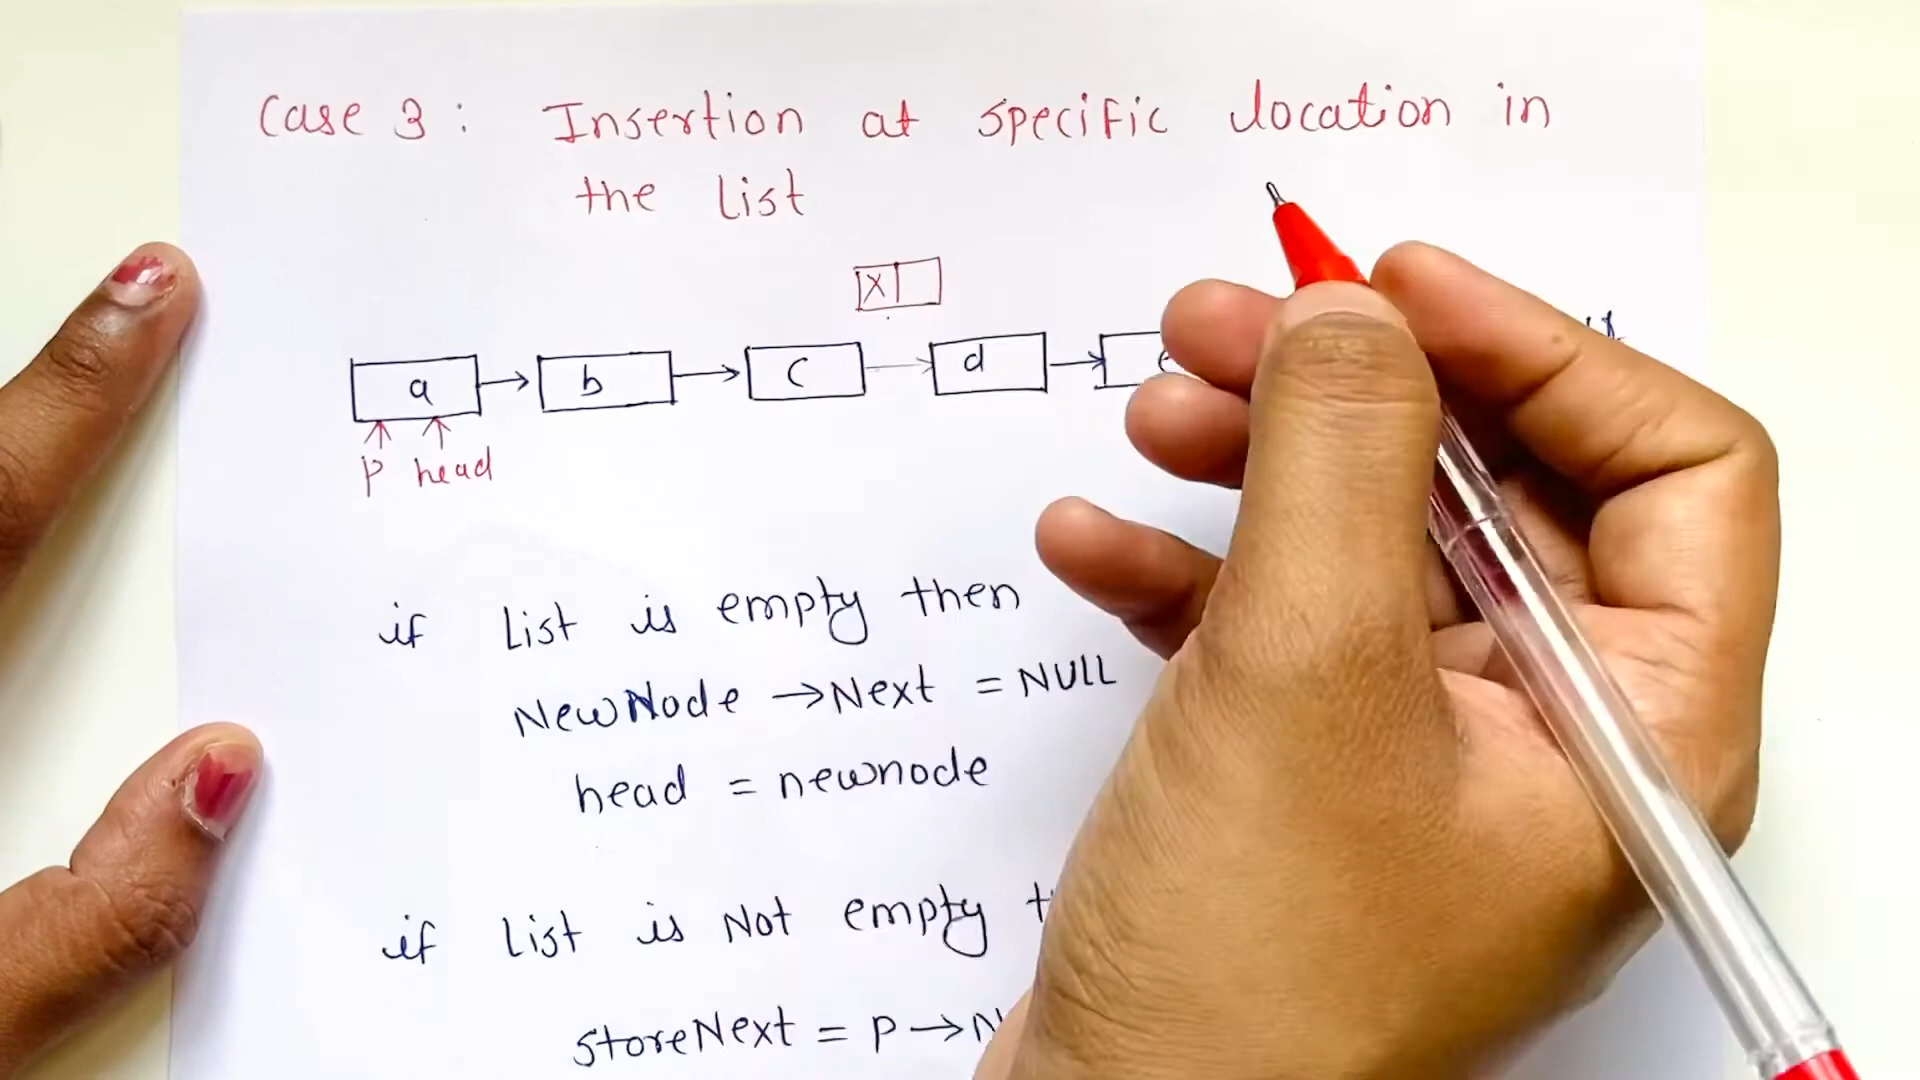 Case 3 : Insertion at specific location in
the List
X
a b c d e
p head
if List is empty then
NewNode →Next = NULL
head = newnode
if List is Not empty
storeNext = P→N